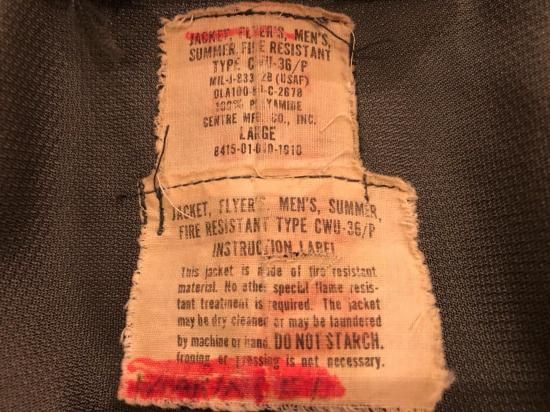 JACKET, FLYER'S, MEN'S,
SUMMER, FIRE RESISTANT
TYPE CWU-36/P
(USAF)
100% POLYAMIDE
CENTRE MFG. CO., INC.
LARGE
JACKET, FLYER'S, MEN'S, SUMMER,
FIRE RESISTANT TYPE CWU-36/P
INSTRUCTION LABEL
This jacket is made of fire resistant
material. No other special flame resis-
tant treatment is required. The jacket
may be dry cleaned or may be laundered
by machine or hand. DO NOT STARCH.
Ironing or pressing is not necessary.